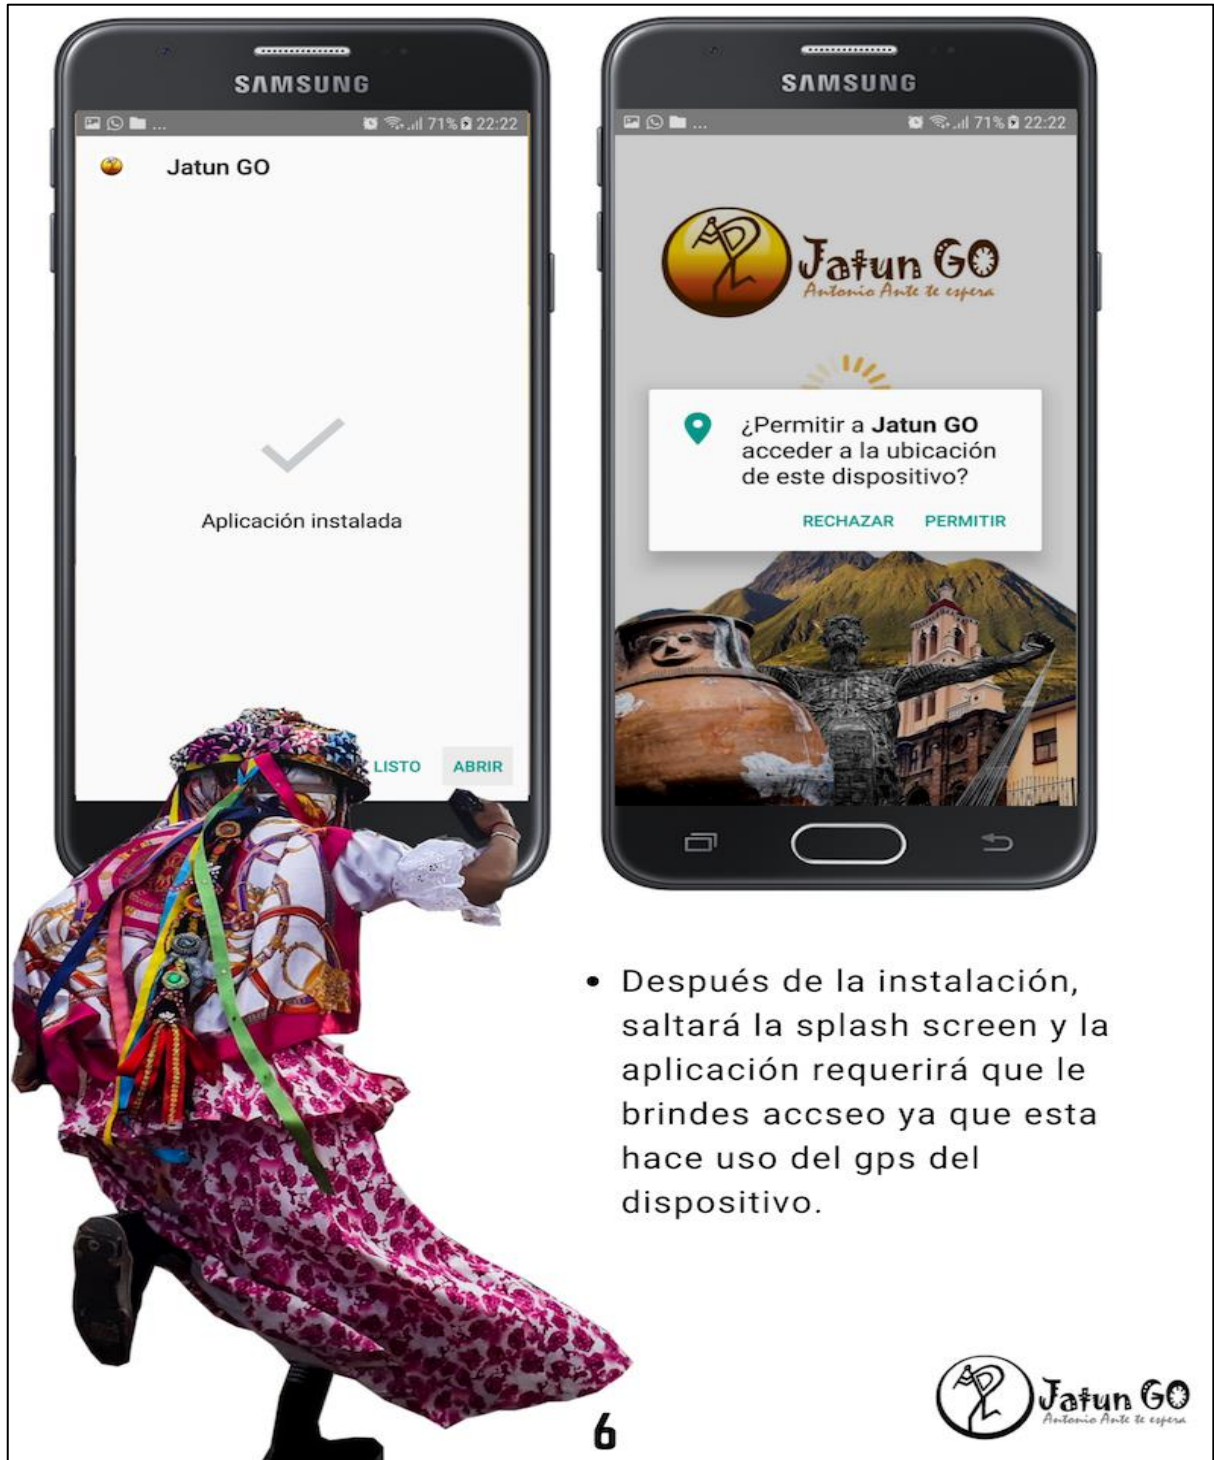 SAMSUNG
... 71% 22:22
Jatun GO
Aplicación instalada
LISTO ABRIR
SAMSUNG
... 71% 22:22
Jatun GO
Antonio Ante te espera
¿Permitir a Jatun GO
acceder a la ubicación
de este dispositivo?
RECHAZAR PERMITIR
• Después de la instalación,
saltará la splash screen y la
aplicación requerirá que le
brindes accseo ya que esta
hace uso del gps del
dispositivo.
6
Jatun GO
Antonio Ante te espera